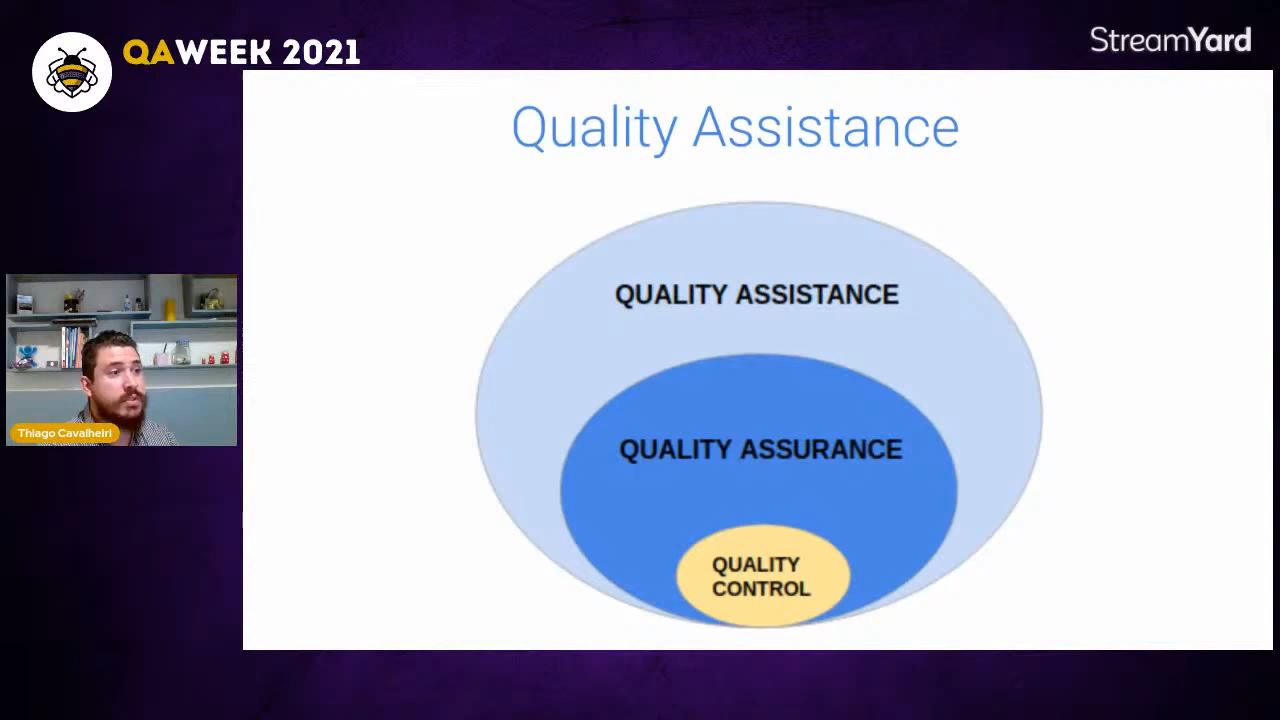 QAWEEK 2021
StreamYard
Quality Assistance
QUALITY ASSISTANCE
QUALITY ASSURANCE
QUALITY
CONTROL
Thiago Cavalheiri